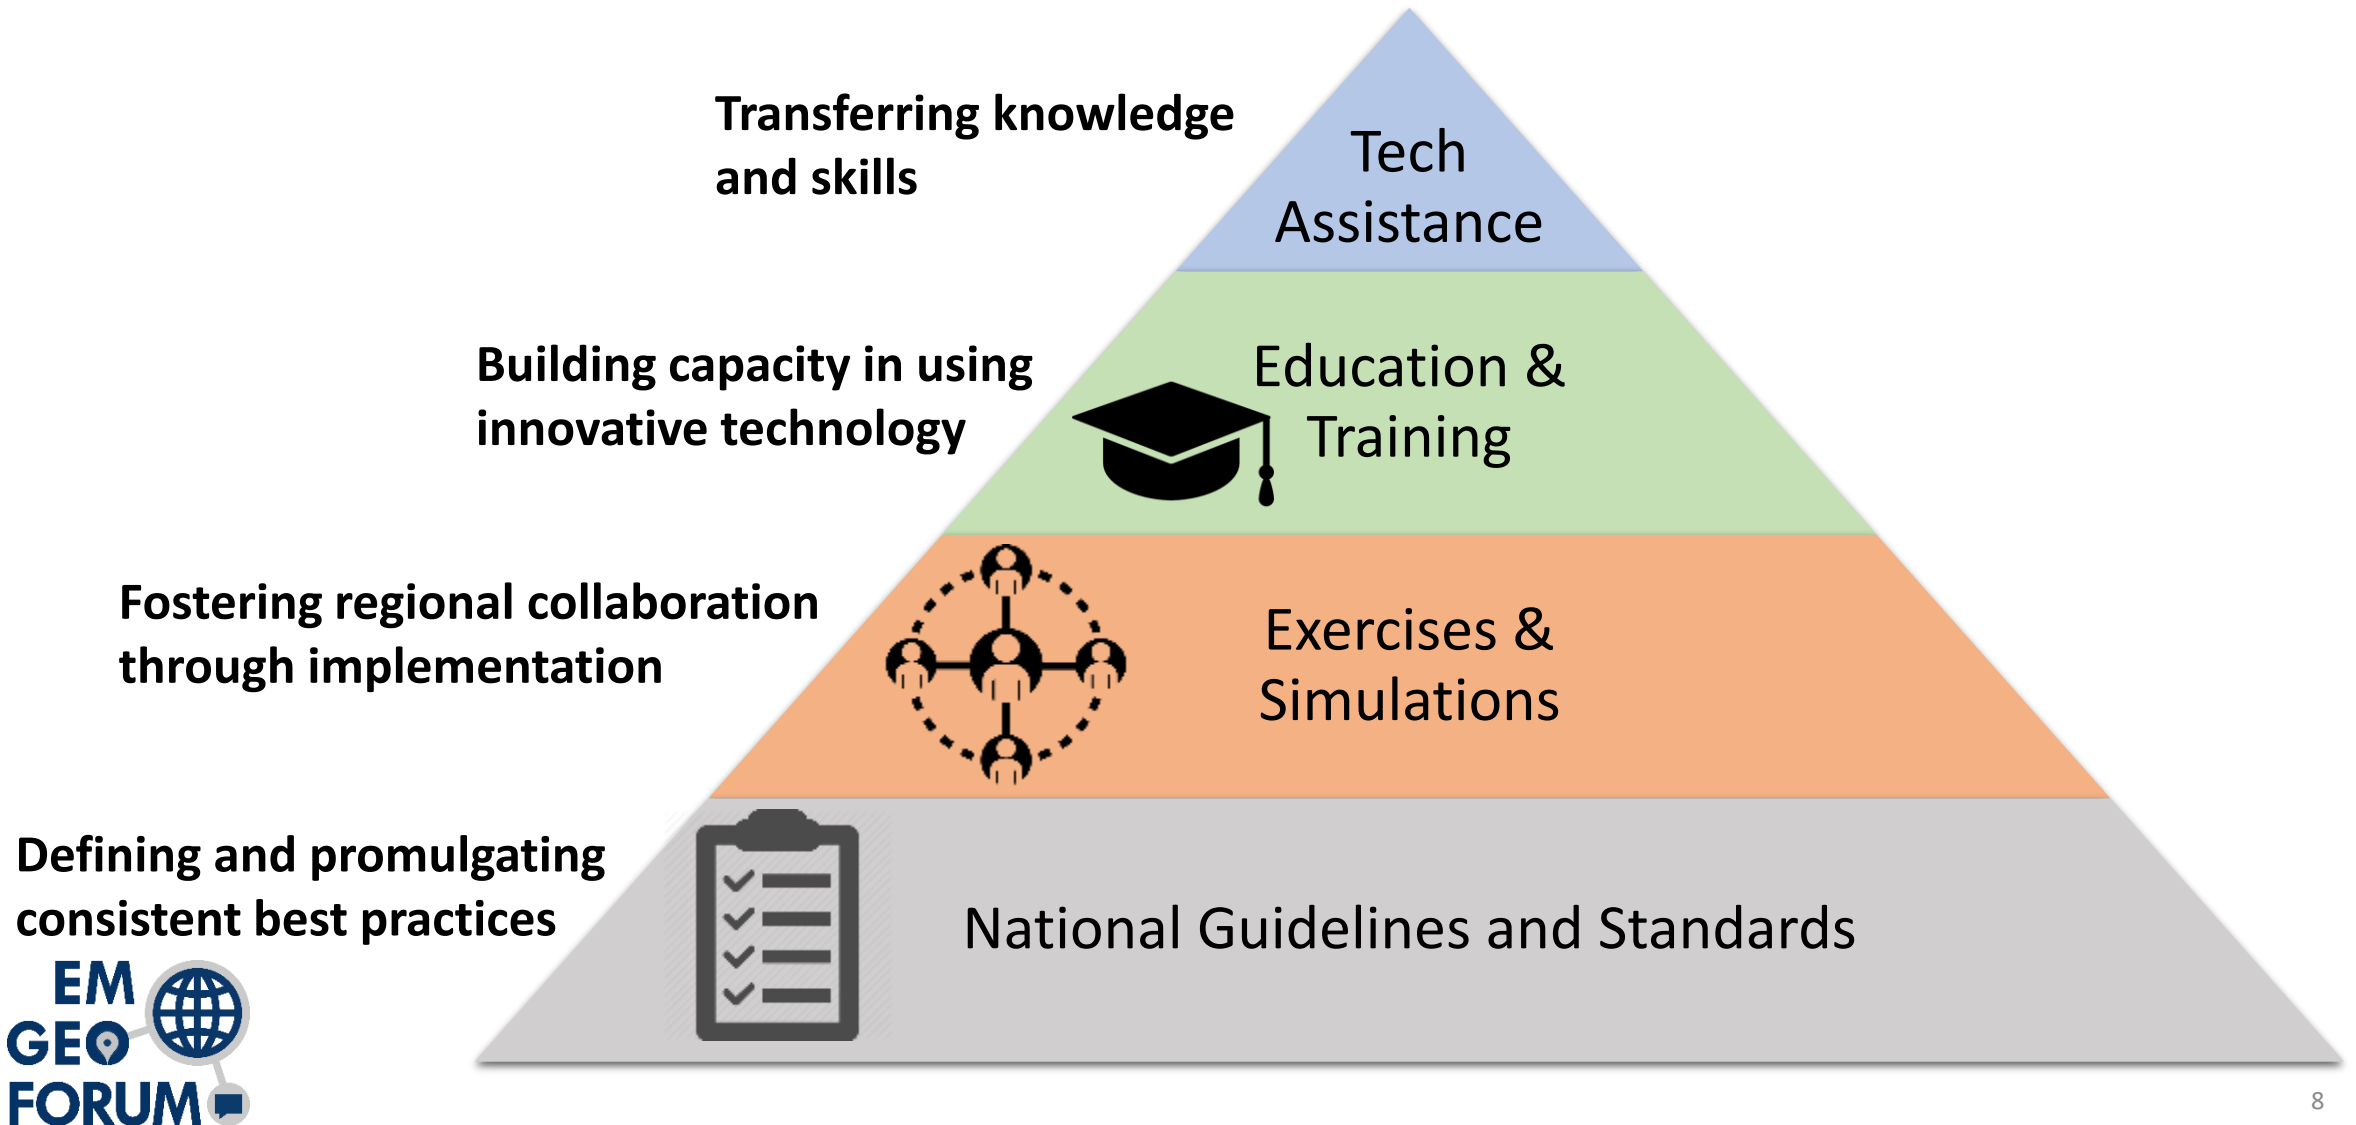 Transferring knowledge
and skills
Tech
Assistance
Building capacity in using
innovative technology
Education &
Training
Fostering regional collaboration
through implementation
Exercises &
Simulations
Defining and promulgating
consistent best practices
National Guidelines and Standards
EM
GEO
FORUM
8